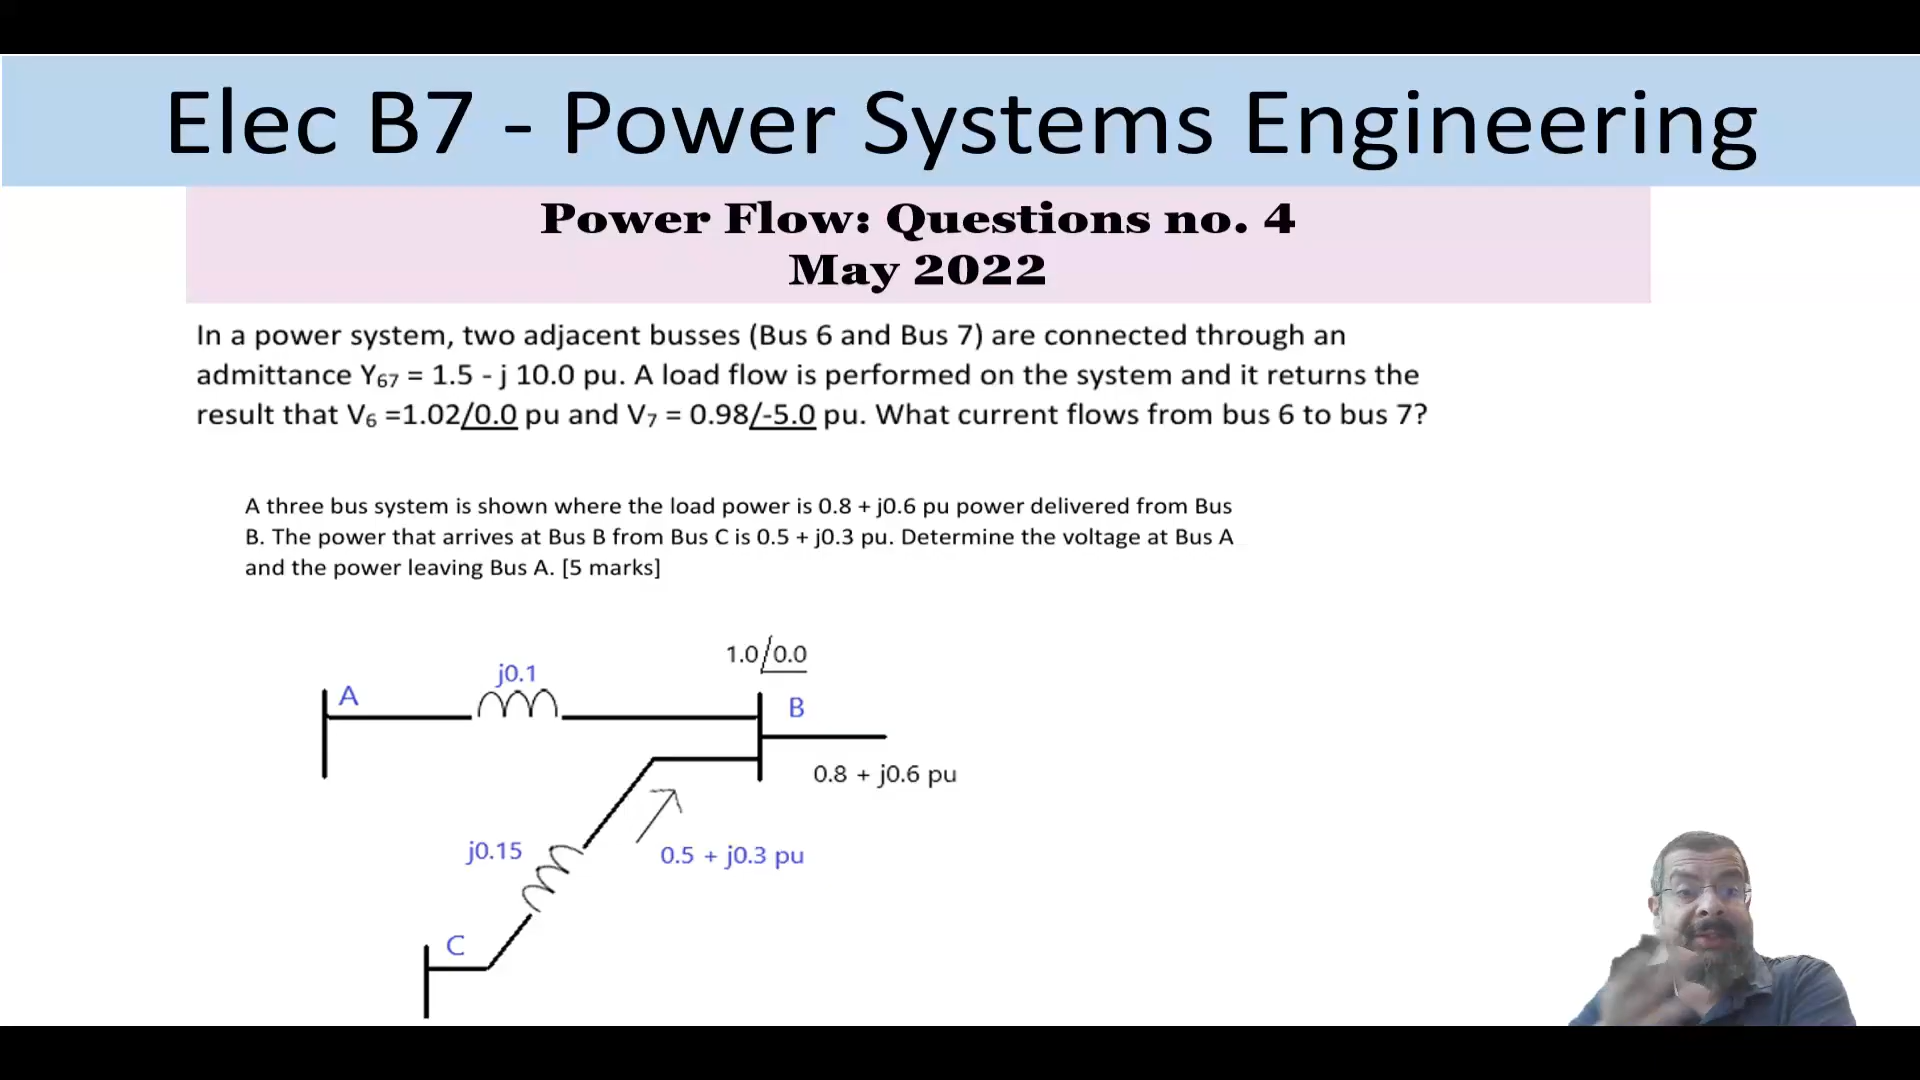 Elec B7 - Power Systems Engineering
Power Flow: Questions no. 4
May 2022
In a power system, two adjacent busses (Bus 6 and Bus 7) are connected through an
admittance Y₆₇ = 1.5 - j 10.0 pu. A load flow is performed on the system and it returns the
result that V₆ =1.02/0.0 pu and V₇ = 0.98/-5.0 pu. What current flows from bus 6 to bus 7?
A three bus system is shown where the load power is 0.8 + j0.6 pu power delivered from Bus
B. The power that arrives at Bus B from Bus C is 0.5 + j0.3 pu. Determine the voltage at Bus A
and the power leaving Bus A. [5 marks]
1.0/0.0
j0.1
A
B
0.8 + j0.6 pu
j0.15
0.5 + j0.3 pu
C